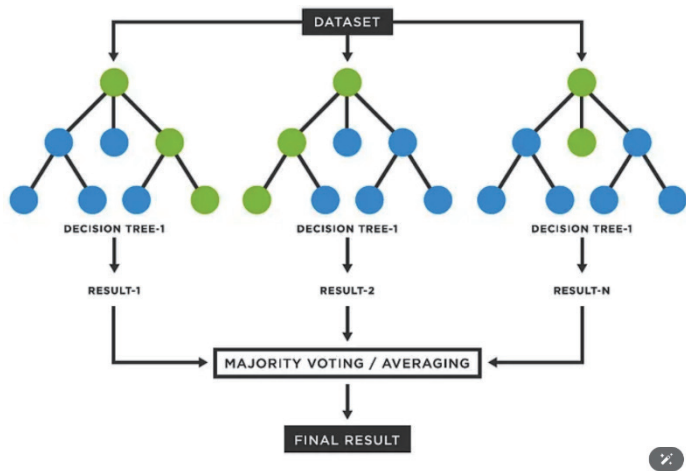 DATASET
DECISION TREE-1
DECISION TREE-1
DECISION TREE-1
RESULT-1
RESULT-2
RESULT-N
MAJORITY VOTING / AVERAGING
FINAL RESULT